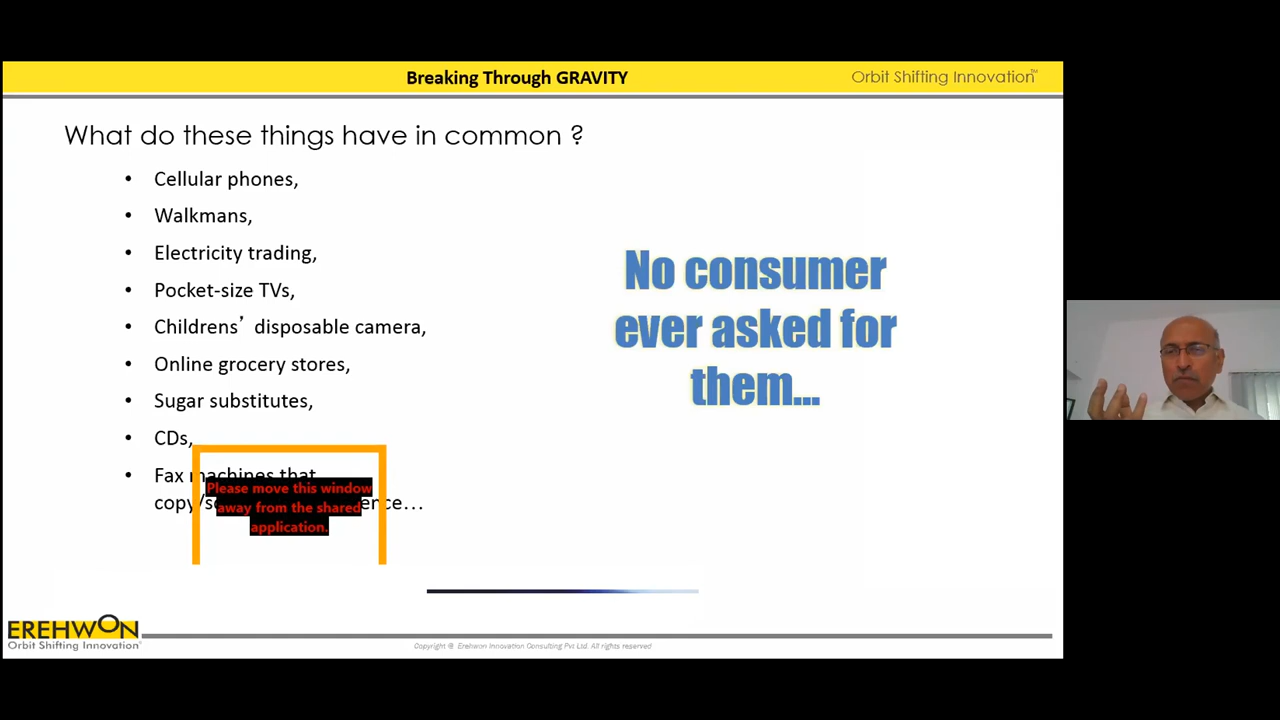 Breaking Through GRAVITY
Orbit Shifting Innovation™
What do these things have in common ?
• Cellular phones,
• Walkmans,
• Electricity trading,
• Pocket-size TVs,
• Childrens’ disposable camera,
• Online grocery stores,
• Sugar substitutes,
• CDs,
• Fax machines that
copy/
No consumer
ever asked for
them...
Please move this window
away from the shared
application.
EREHWON
Orbit Shifting Innovation™
Copyright @ Erehwon Innovation Consulting Pvt Ltd. All rights reserved